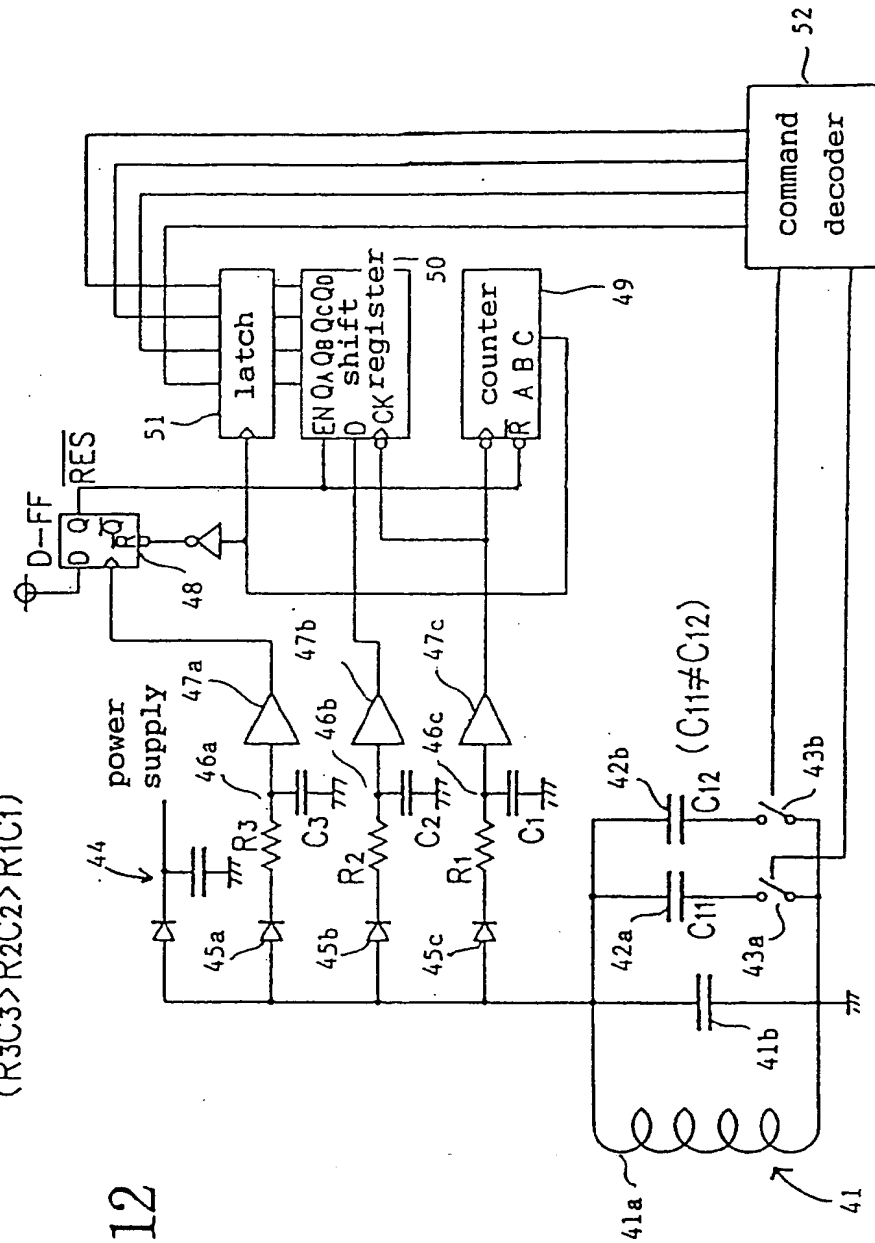 12
(R3C3>R2C2>R1C1)
power
supply
44
45a
R3
46a
C3
47a
45b
R2
46b
C2
47b
45c
R1
46c
C1
47c
D-FF
D Q
Q
R
48
RES
51
latch
EN QA QB QC QD
D shift
CK register
50
counter
R A B C
49
command
decoder
52
41
41a
41b
42a
C11
43a
42b
C12
43b
(C11≠C12)